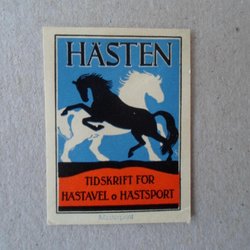 HÄSTEN
TIDSKRIFT FÖR
HÄSTAVEL o HÄSTSPORT